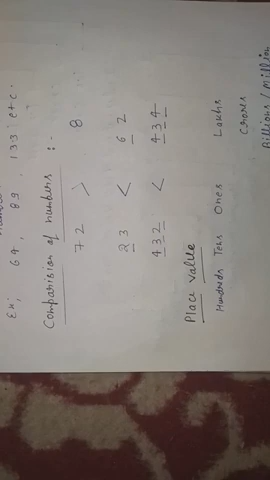 Ex; 64, 89, 133 etc.
Comparision of numbers :-
72 > 8
23 < 62
432 < 434
Place value
Hundreds Tens Ones Lakhs
Crores
Billions/million